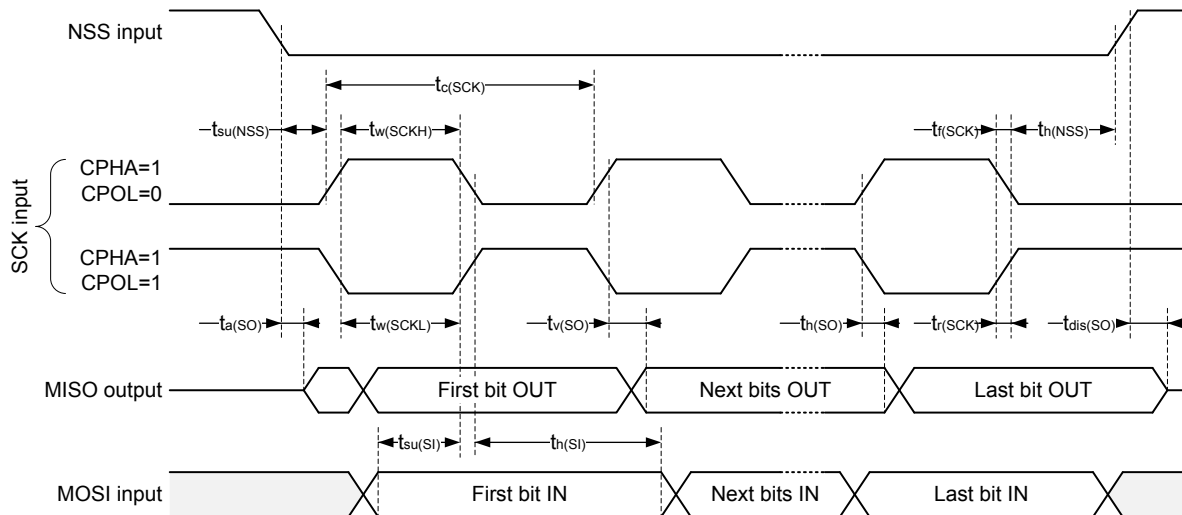 NSS input
tc(SCK)
tsu(NSS)
tw(SCKH)
tf(SCK)
th(NSS)
SCK input
CPHA=1
CPOL=0
CPHA=1
CPOL=1
ta(SO)
tw(SCKL)
tv(SO)
th(SO)
tr(SCK)
tdis(SO)
MISO output
First bit OUT
Next bits OUT
Last bit OUT
tsu(SI)
th(SI)
MOSI input
First bit IN
Next bits IN
Last bit IN